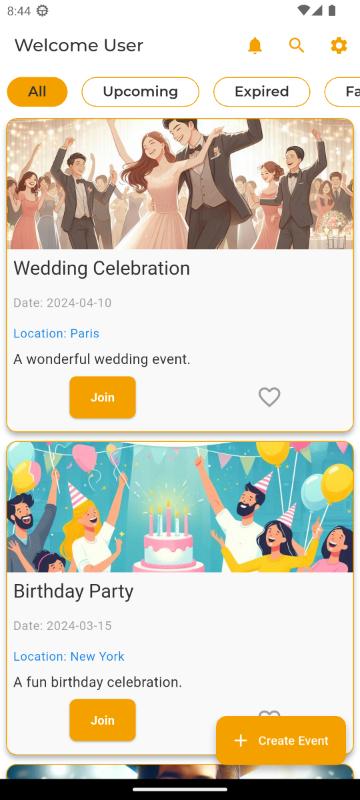 8:44
Welcome User
All
Upcoming
Expired
Fa
Wedding Celebration
Date: 2024-04-10
Location: Paris
A wonderful wedding event.
Join
Birthday Party
Date: 2024-03-15
Location: New York
A fun birthday celebration.
Join
Create Event